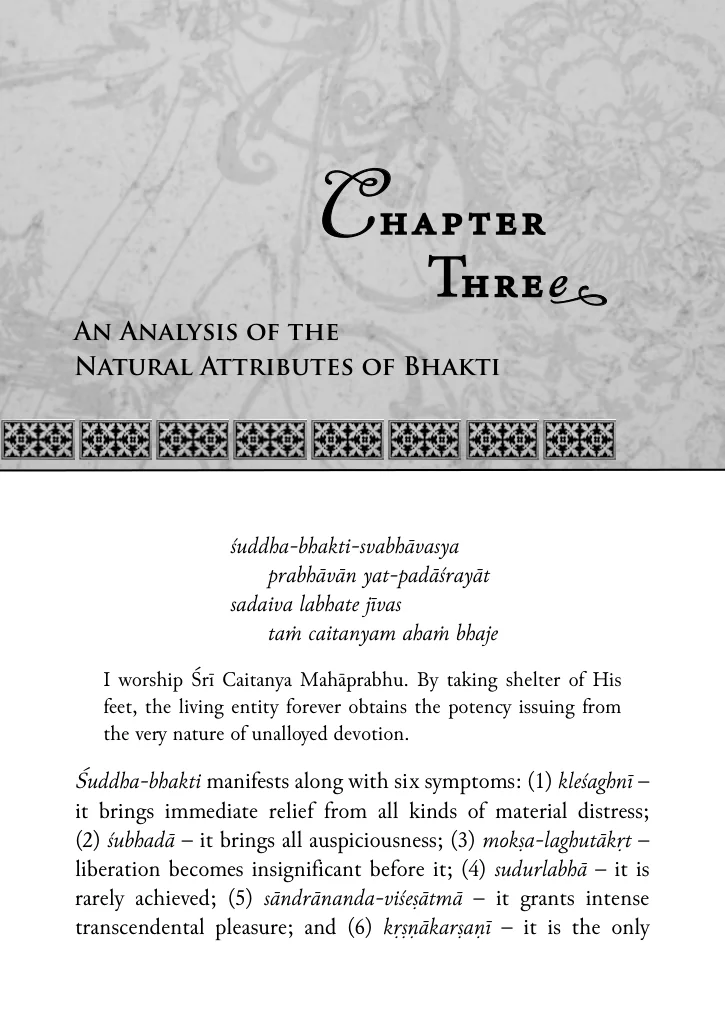 Chapter
Three
An Analysis of the
Natural Attributes of Bhakti
śuddha-bhakti-svabhāvasya
prabhāvān yat-padāśrayāt
sadaiva labhate jīvas
taṁ caitanyam ahaṁ bhaje
I worship Śrī Caitanya Mahāprabhu. By taking shelter of His
feet, the living entity forever obtains the potency issuing from
the very nature of unalloyed devotion.
Śuddha-bhakti manifests along with six symptoms: (1) kleśaghnī –
it brings immediate relief from all kinds of material distress;
(2) śubhadā – it brings all auspiciousness; (3) mokṣa-laghutākṛt –
liberation becomes insignificant before it; (4) sudurlabhā – it is
rarely achieved; (5) sāndrānanda-viśeṣātmā – it grants intense
transcendental pleasure; and (6) kṛṣṇākarṣaṇī – it is the only